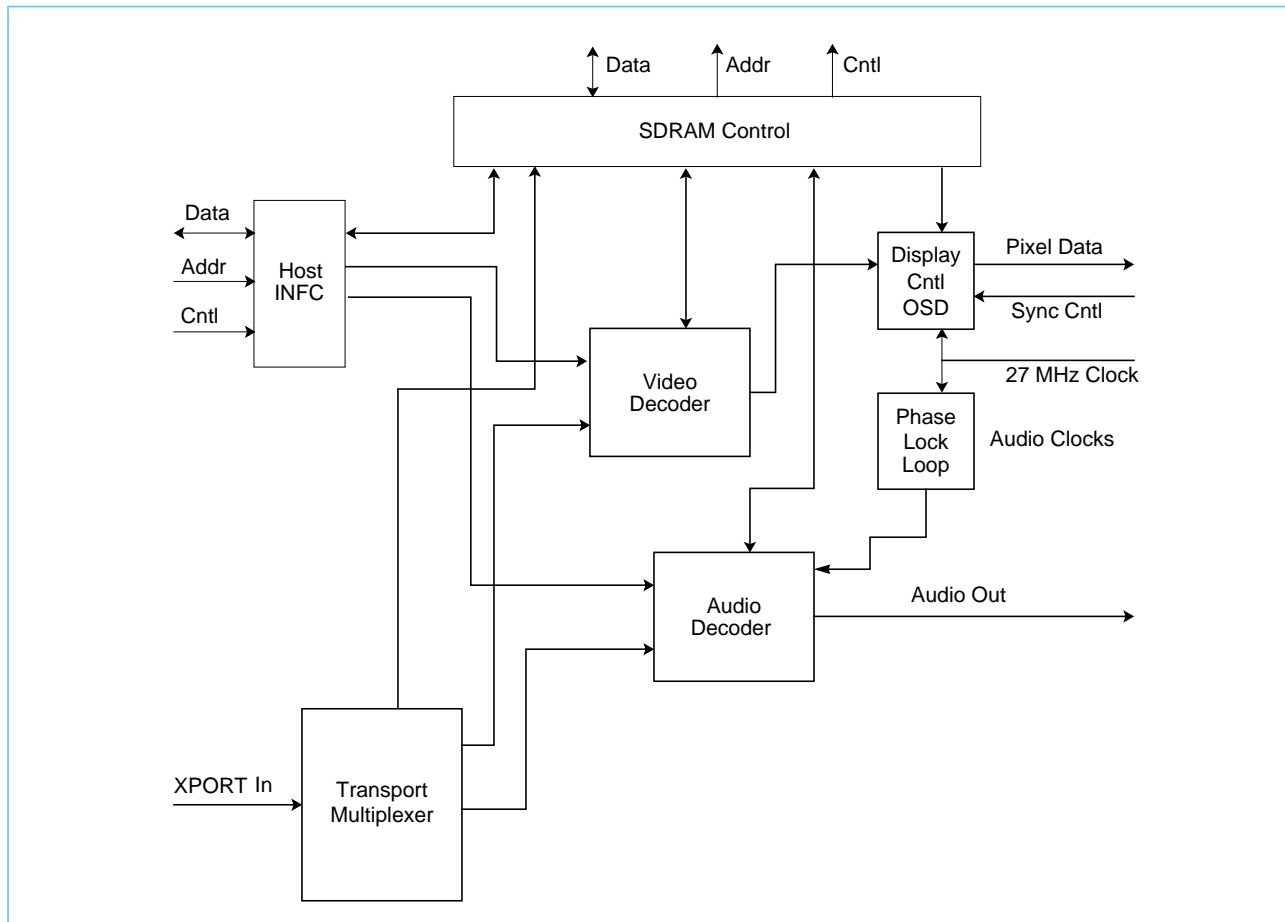 Data
Addr
Cntl
SDRAM Control
Data
Addr
Cntl
Host
INFC
Display
Cntl
OSD
Pixel Data
Sync Cntl
27 MHz Clock
Video
Decoder
Phase
Lock
Loop
Audio Clocks
Audio
Decoder
Audio Out
XPORT In
Transport
Multiplexer